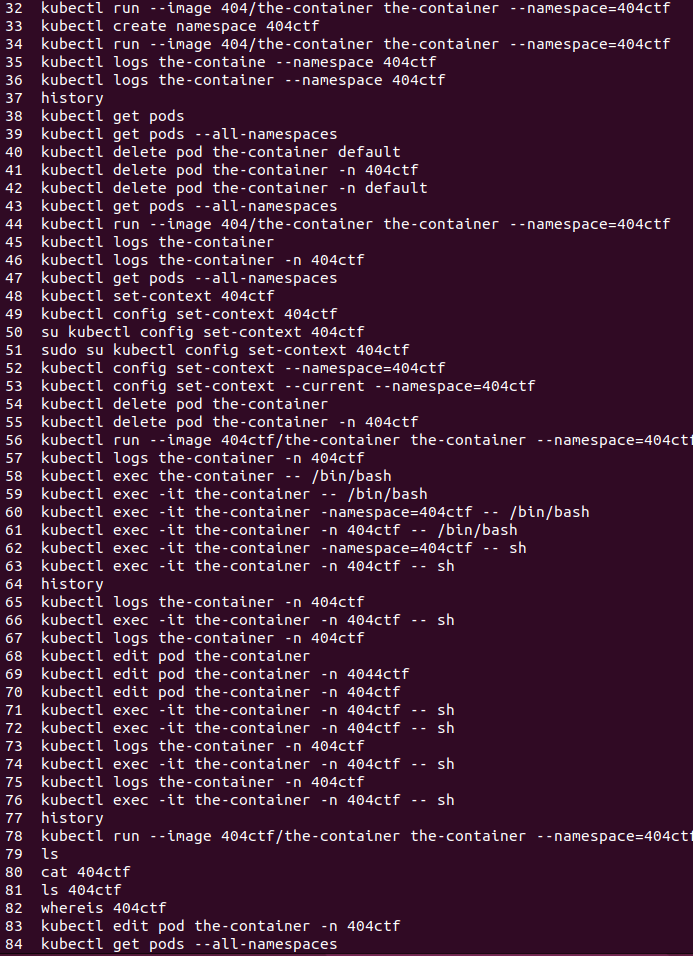 32 kubectl run --image 404/the-container the-container --namespace=404ctf
33 kubectl create namespace 404ctf
34 kubectl run --image 404/the-container the-container --namespace=404ctf
35 kubectl logs the-containe --namespace 404ctf
36 kubectl logs the-container --namespace 404ctf
37 history
38 kubectl get pods
39 kubectl get pods --all-namespaces
40 kubectl delete pod the-container default
41 kubectl delete pod the-container -n 404ctf
42 kubectl delete pod the-container -n default
43 kubectl get pods --all-namespaces
44 kubectl run --image 404/the-container the-container --namespace=404ctf
45 kubectl logs the-container
46 kubectl logs the-container -n 404ctf
47 kubectl get pods --all-namespaces
48 kubectl set-context 404ctf
49 kubectl config set-context 404ctf
50 su kubectl config set-context 404ctf
51 sudo su kubectl config set-context 404ctf
52 kubectl config set-context --namespace=404ctf
53 kubectl config set-context --current --namespace=404ctf
54 kubectl delete pod the-container
55 kubectl delete pod the-container -n 404ctf
56 kubectl run --image 404ctf/the-container the-container --namespace=404ctf
57 kubectl logs the-container -n 404ctf
58 kubectl exec the-container -- /bin/bash
59 kubectl exec -it the-container -- /bin/bash
60 kubectl exec -it the-container -namespace=404ctf -- /bin/bash
61 kubectl exec -it the-container -n 404ctf -- /bin/bash
62 kubectl exec -it the-container -namespace=404ctf -- sh
63 kubectl exec -it the-container -n 404ctf -- sh
64 history
65 kubectl logs the-container -n 404ctf
66 kubectl exec -it the-container -n 404ctf -- sh
67 kubectl logs the-container -n 404ctf
68 kubectl edit pod the-container
69 kubectl edit pod the-container -n 4044ctf
70 kubectl edit pod the-container -n 404ctf
71 kubectl exec -it the-container -n 404ctf -- sh
72 kubectl exec -it the-container -n 404ctf -- sh
73 kubectl logs the-container -n 404ctf
74 kubectl exec -it the-container -n 404ctf -- sh
75 kubectl logs the-container -n 404ctf
76 kubectl exec -it the-container -n 404ctf -- sh
77 history
78 kubectl run --image 404ctf/the-container the-container --namespace=404ctf
79 ls
80 cat 404ctf
81 ls 404ctf
82 whereis 404ctf
83 kubectl edit pod the-container -n 404ctf
84 kubectl get pods --all-namespaces